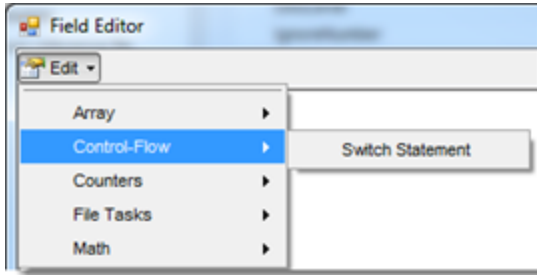 Field Editor
Edit
Array
Control-Flow
Switch Statement
Counters
File Tasks
Math